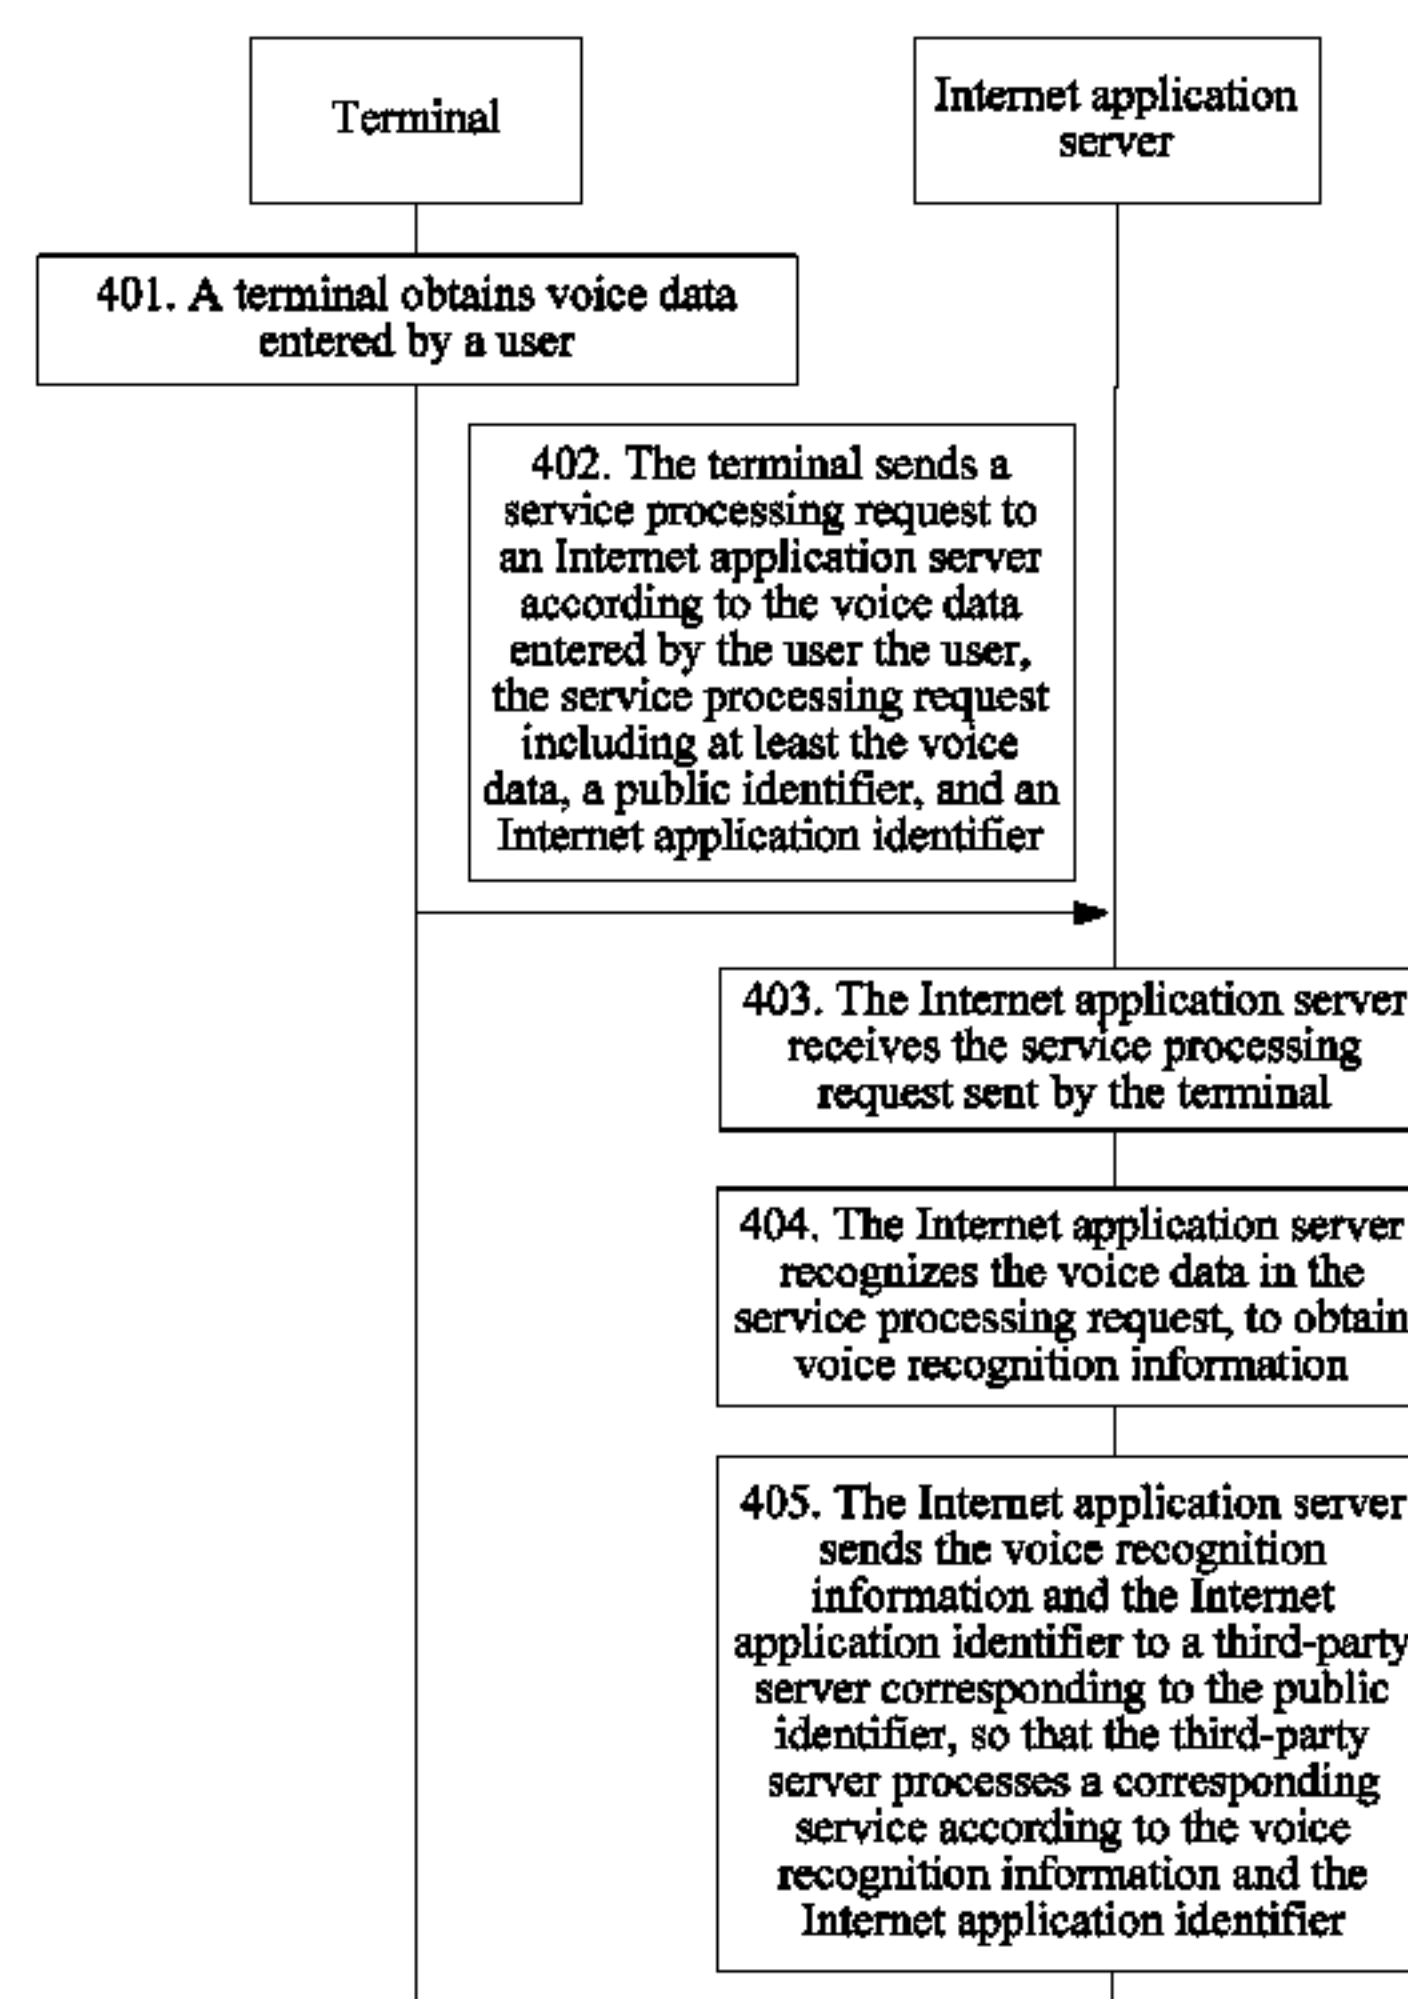 Terminal
Internet application
server
401. A terminal obtains voice data
entered by a user
402. The terminal sends a
service processing request to
an Internet application server
according to the voice data
entered by the user the user,
the service processing request
including at least the voice
data, a public identifier, and an
Internet application identifier
403. The Internet application server
receives the service processing
request sent by the terminal
404. The Internet application server
recognizes the voice data in the
service processing request, to obtain
voice recognition information
405. The Internet application server
sends the voice recognition
information and the Internet
application identifier to a third-party
server corresponding to the public
identifier, so that the third-party
server processes a corresponding
service according to the voice
recognition information and the
Internet application identifier